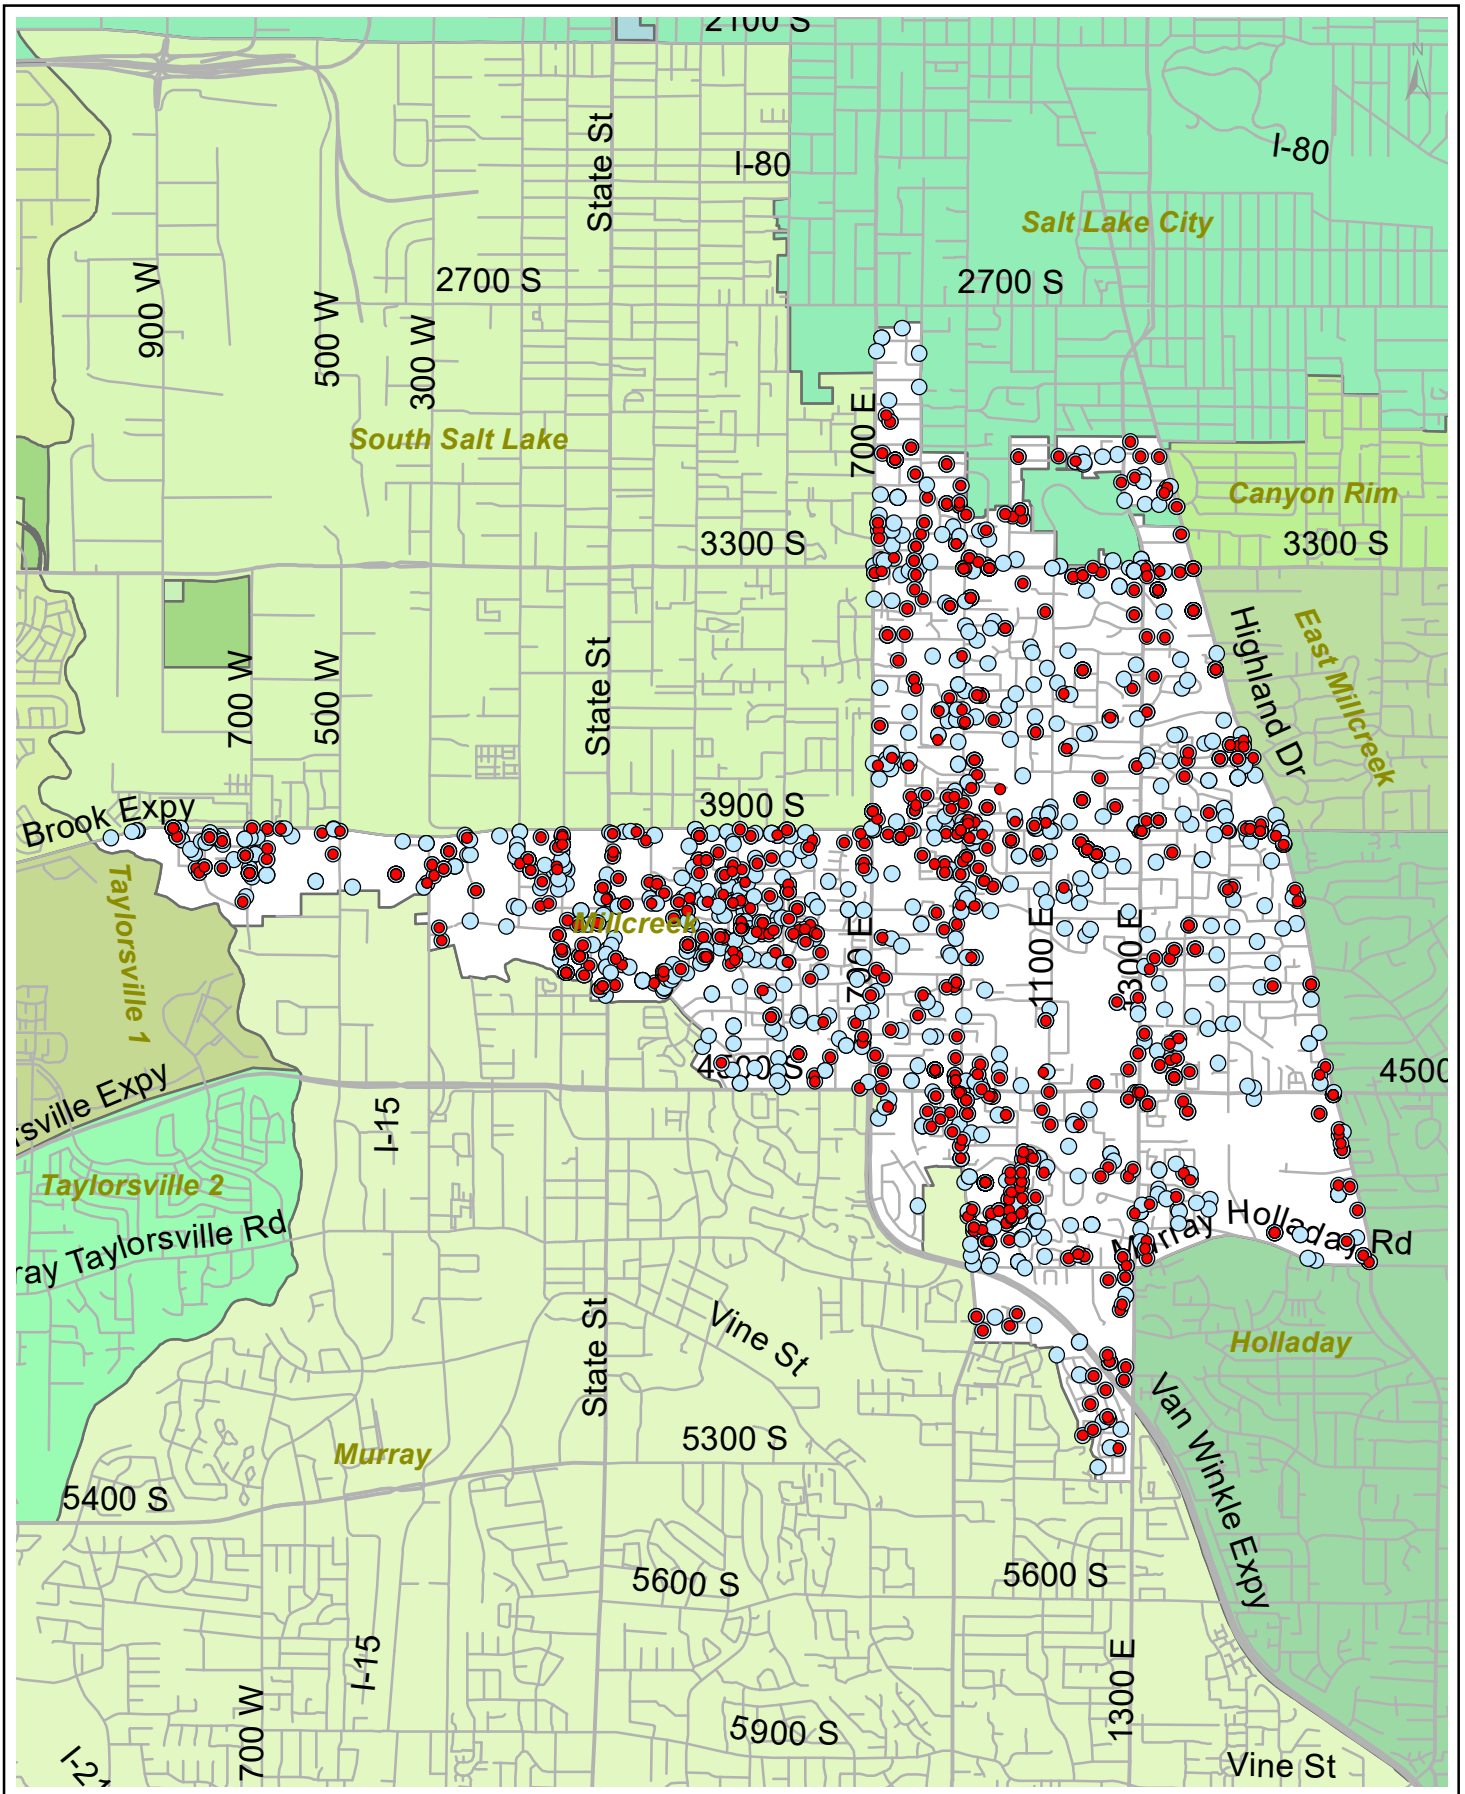 2100 S
N
I-80
I-80
State St
Salt Lake City
2700 S
2700 S
900 W
500 W
300 W
700 E
South Salt Lake
Canyon Rim
3300 S
3300 S
Highland Dr
East Millcreek
700 W
500 W
State St
3900 S
Brook Expy
Taylorsville 1
Millcreek
700 E
1100 E
1300 E
4500 S
4500
rsville Expy
I-15
Taylorsville 2
ray Taylorsville Rd
Murray Holladay Rd
State St
Vine St
Holladay
Van Winkle Expy
5300 S
Murray
5400 S
5600 S
5600 S
I-15
1300 E
700 W
5900 S
I-21
Vine St